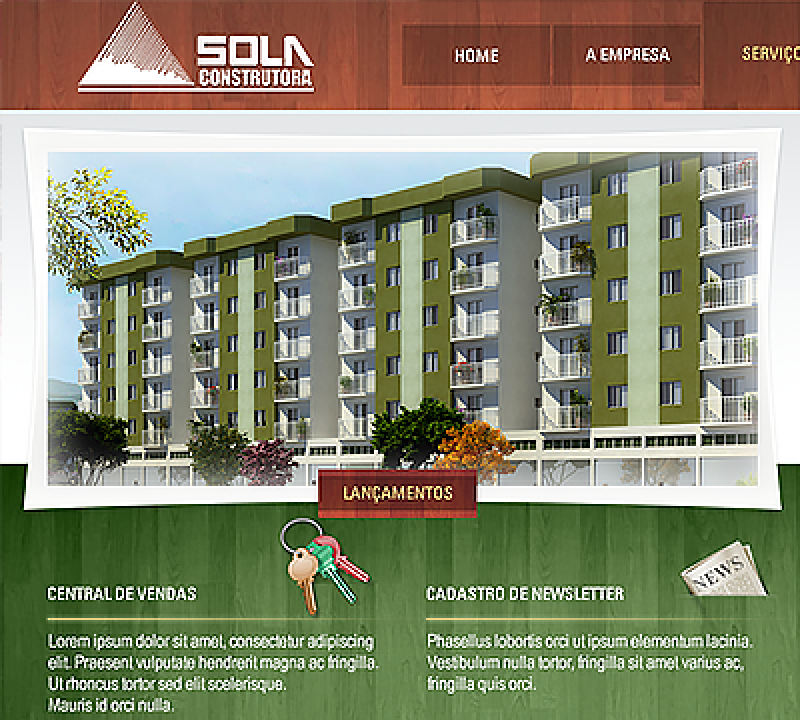 SOLA
CONSTRUTORA
HOME
A EMPRESA
LANÇAMENTOS
NEWS
CENTRAL DE VENDAS
CADASTRO DE NEWSLETTER
Lorem ipsum dolor sit amet, consectetur adipiscing
elit. Praesent vulputate hendrerit magna ac fringilla.
Ut rhoncus tortor sed elit scelerisque.
Mauris id orci nulla.
Phasellus lobortis orci ut ipsum elementum lacinia.
Vestibulum nulla tortor, fringilla sit amet varius ac,
fringilla quis orci.